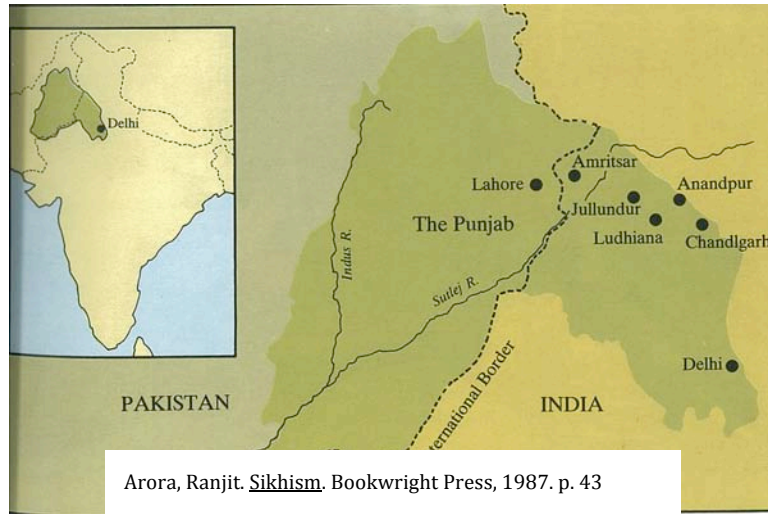 Delhi
Lahore
Amritsar
Jullundur
Anandpur
Ludhiana
Chandlgarh
The Punjab
Indus R.
Sutlej R.
Delhi
PAKISTAN
INDIA
Border
Arora, Ranjit. Sikhism. Bookwright Press, 1987. p. 43